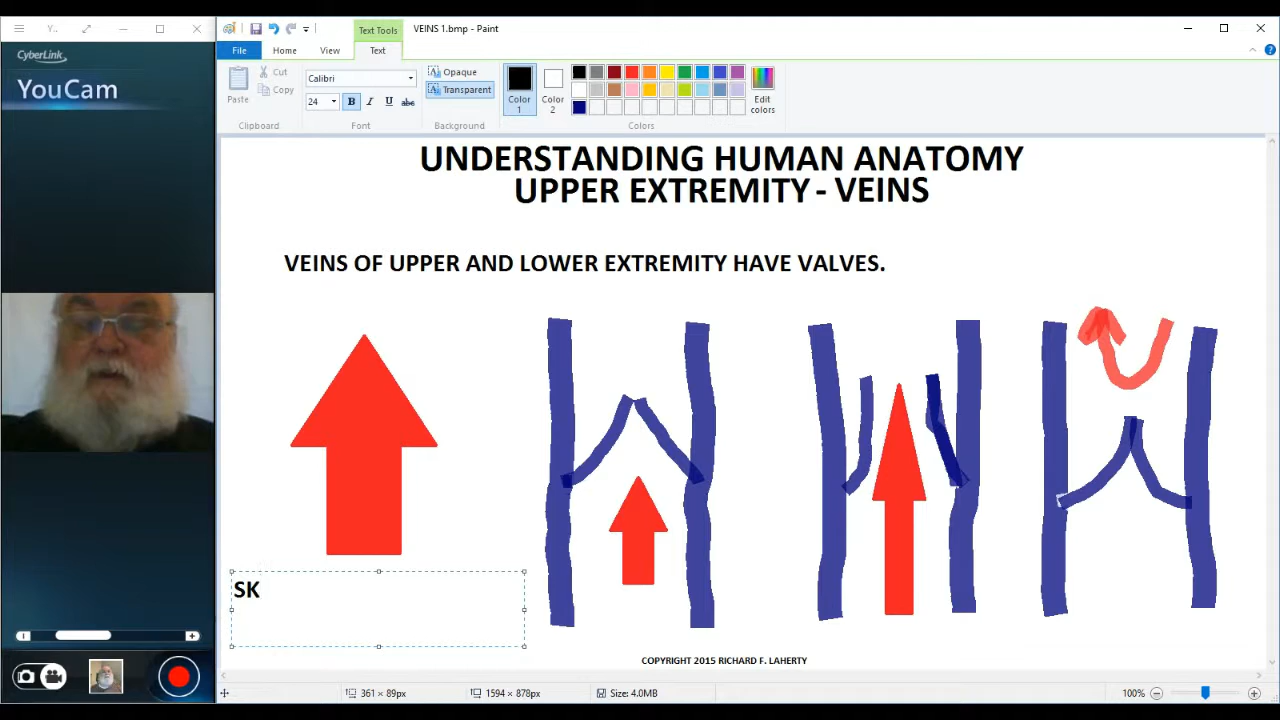 Y...
Text Tools
VEINS 1.bmp - Paint
CyberLink
YouCam
File
Home
View
Text
Paste
Cut
Copy
Clipboard
Calibri
24
B I U abc
Font
Opaque
Transparent
Background
Color 1
Color 2
Edit colors
Colors
UNDERSTANDING HUMAN ANATOMY
UPPER EXTREMITY - VEINS
VEINS OF UPPER AND LOWER EXTREMITY HAVE VALVES.
SK
COPYRIGHT 2015 RICHARD F. LAHERTY
361 × 89px
1594 × 878px
Size: 4.0MB
100%